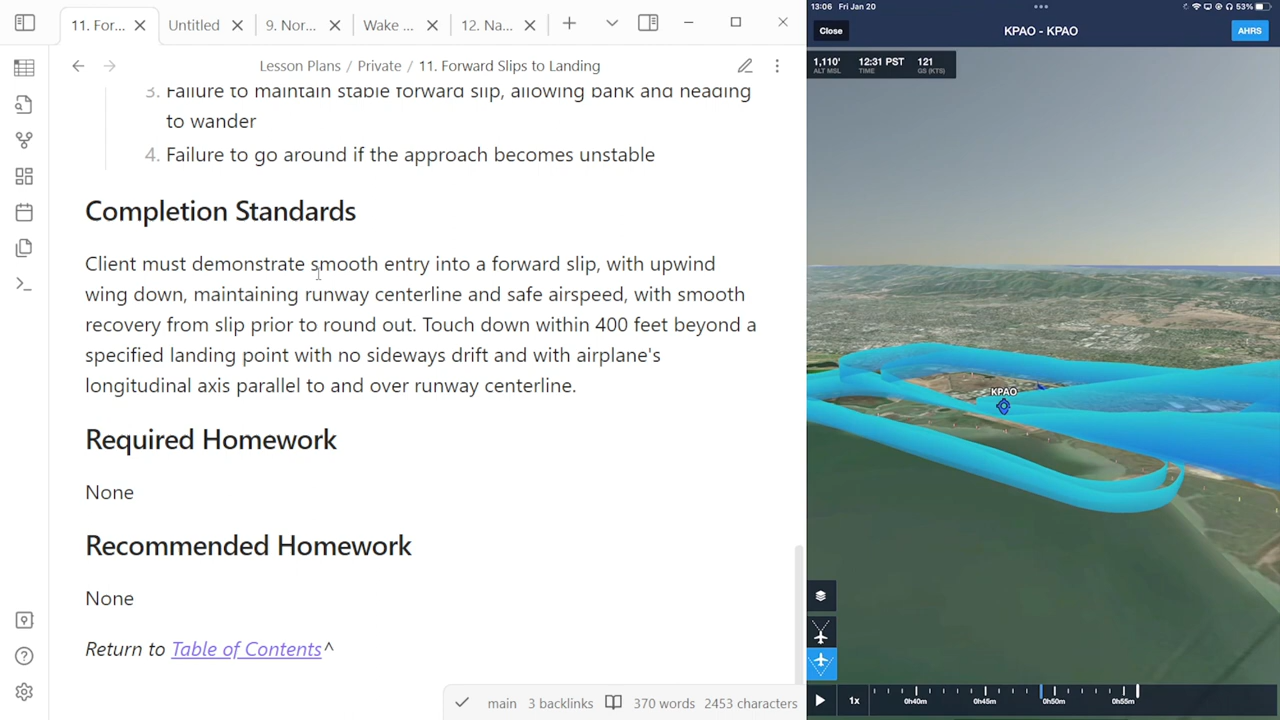 11. For...
Untitled
9. Nor...
Wake ...
12. Na...
Lesson Plans / Private / 11. Forward Slips to Landing
3. Failure to maintain stable forward slip, allowing bank and heading
to wander
4. Failure to go around if the approach becomes unstable
Completion Standards
Client must demonstrate smooth entry into a forward slip, with upwind
wing down, maintaining runway centerline and safe airspeed, with smooth
recovery from slip prior to round out. Touch down within 400 feet beyond a
specified landing point with no sideways drift and with airplane's
longitudinal axis parallel to and over runway centerline.
Required Homework
None
Recommended Homework
None
Return to Table of Contents^
main 3 backlinks 370 words 2453 characters
13:06 Fri Jan 20
53%
Close
KPAO - KPAO
AHRS
1,110' 12:31 PST 121
ALT MSL TIME GS (KTS)
KPAO
1x
0h40m 0h45m 0h50m 0h55m